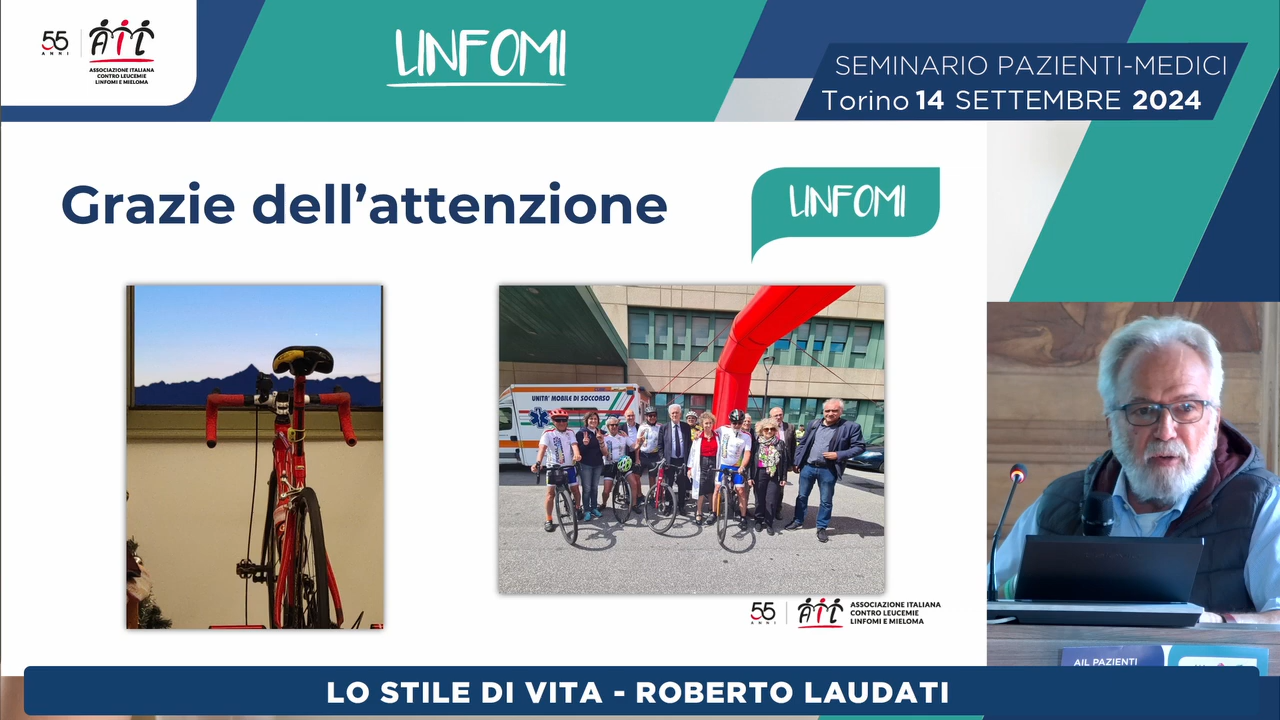 55
ANNI
AIL
ASSOCIAZIONE ITALIANA
CONTRO LEUCEMIE
LINFOMI E MIELOMA
LINFOMI
SEMINARIO PAZIENTI-MEDICI
Torino 14 SETTEMBRE 2024
Grazie dell'attenzione
LINFOMI
UNITA' MOBILE DI SOCCORSO
55
ANNI
AIL
ASSOCIAZIONE ITALIANA
CONTRO LEUCEMIE
LINFOMI E MIELOMA
AIL PAZIENTI
LO STILE DI VITA - ROBERTO LAUDATI